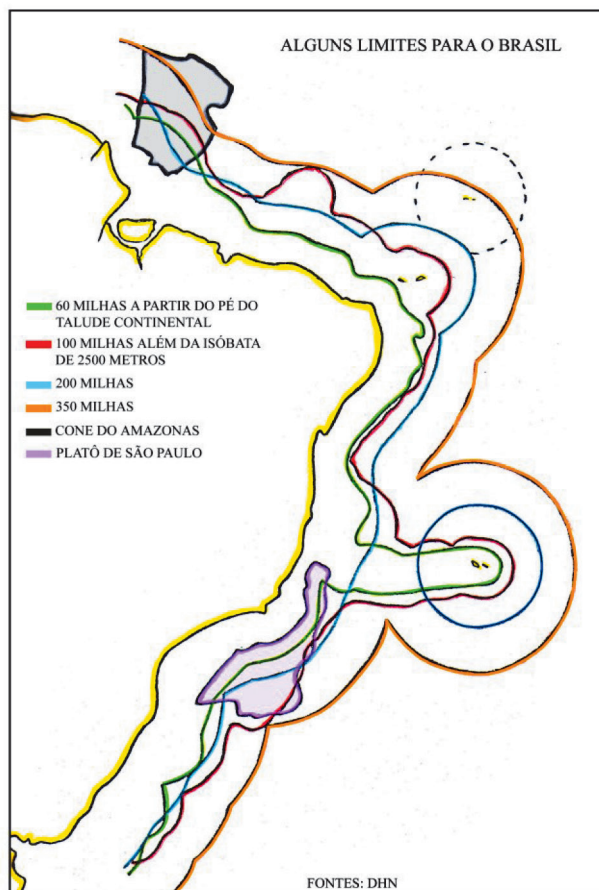 ALGUNS LIMITES PARA O BRASIL
60 MILHAS A PARTIR DO PÉ DO
TALUDE CONTINENTAL
100 MILHAS ALÉM DA ISÓBATA
DE 2500 METROS
200 MILHAS
350 MILHAS
CONE DO AMAZONAS
PLATÔ DE SÃO PAULO
FONTES: DHN